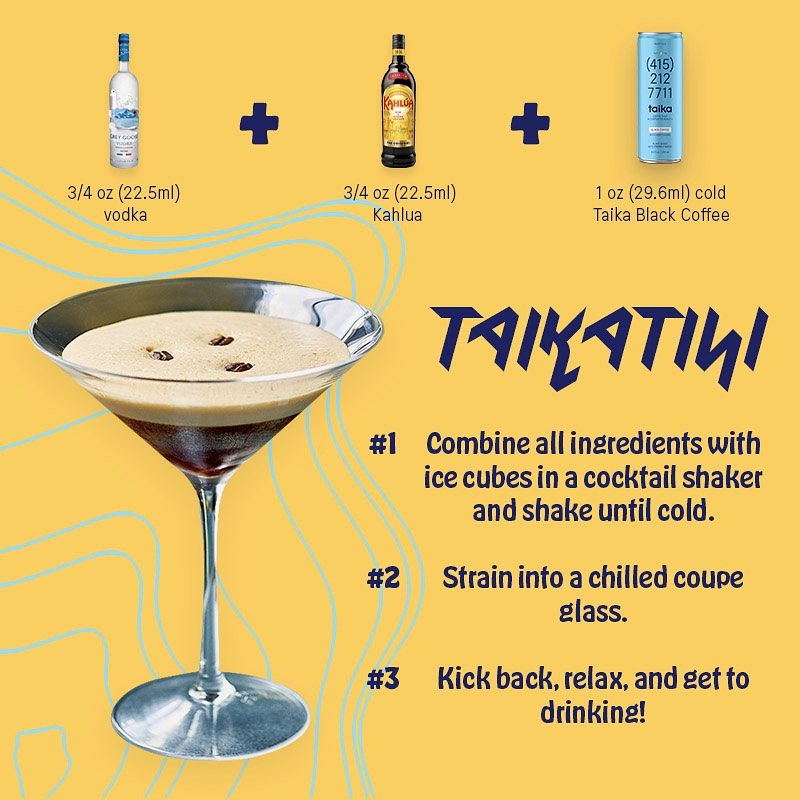 GREY GOOSE
VODKA
KAHLÚA
(415)
212
7711
taika
BLACK COFFEE
3/4 oz (22.5ml)
vodka
3/4 oz (22.5ml)
Kahlua
1 oz (29.6ml) cold
Taika Black Coffee
TAIKATINI
#1 Combine all ingredients with
ice cubes in a cocktail shaker
and shake until cold.
#2 Strain into a chilled coupe
glass.
#3 Kick back, relax, and get to
drinking!